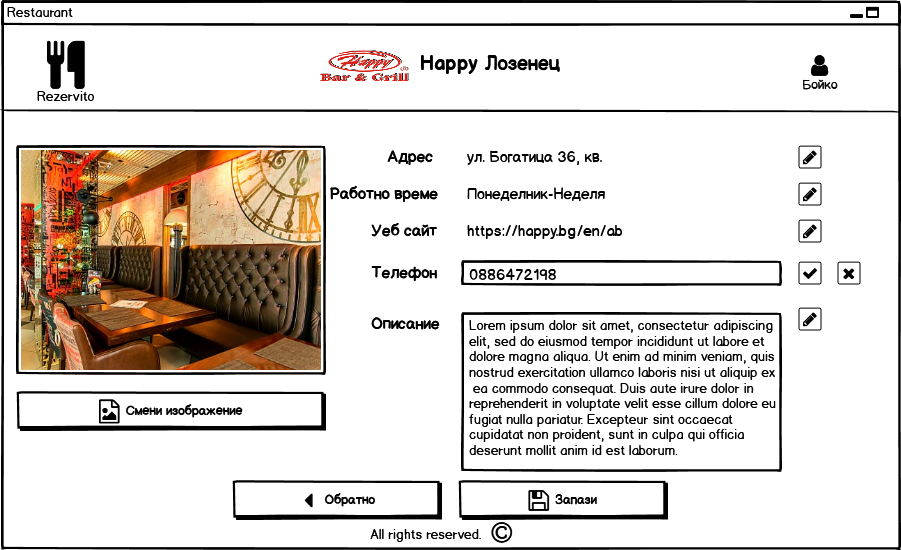 Restaurant
Rezervito
Happy
Bar & Grill
Happy Лозенец
Бойко
Адрес
ул. Богатица 36, кв.
Работно време
Понеделник-Неделя
Уеб сайт
https://happy.bg/en/ab
Телефон
0886472198
Описание
Lorem ipsum dolor sit amet, consectetur adipiscing
elit, sed do eiusmod tempor incididunt ut labore et
dolore magna aliqua. Ut enim ad minim veniam, quis
nostrud exercitation ullamco laboris nisi ut aliquip ex
ea commodo consequat. Duis aute irure dolor in
reprehenderit in voluptate velit esse cillum dolore eu
fugiat nulla pariatur. Excepteur sint occaecat
cupidatat non proident, sunt in culpa qui officia
deserunt mollit anim id est laborum.
Смени изображение
Обратно
Запази
All rights reserved. ©